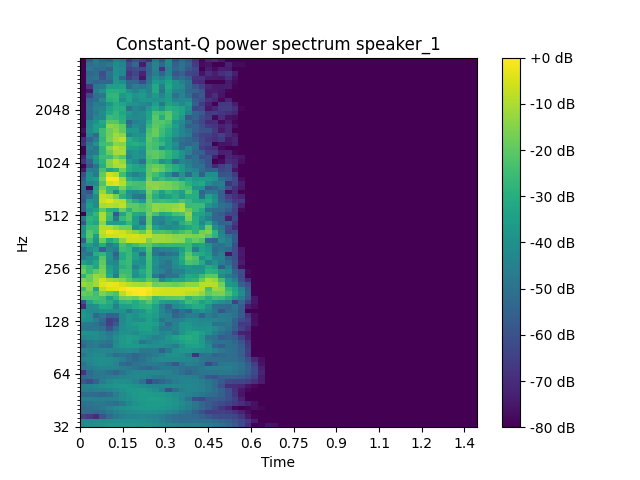 Constant-Q power spectrum speaker_1
+0 dB
-10 dB
-20 dB
-30 dB
-40 dB
-50 dB
-60 dB
-70 dB
-80 dB
Hz
2048
1024
512
256
128
64
32
0 0.15 0.3 0.45 0.6 0.75 0.9 1.1 1.2 1.4
Time